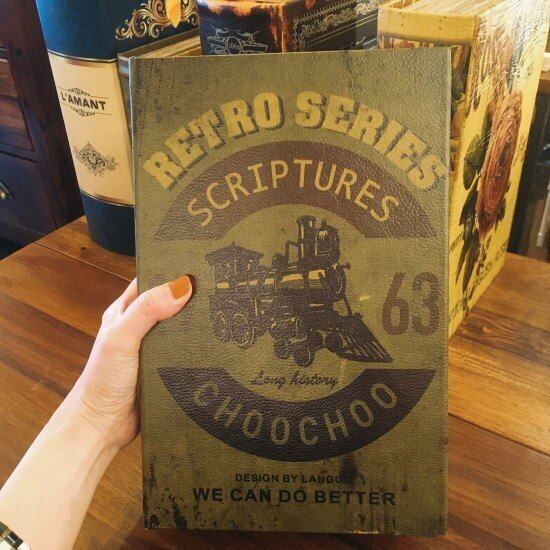 L'AMANT
RETRO SERIES
SCRIPTURES
63
Long history
CHOOCHOO
DESIGN BY
WE CAN DO BETTER